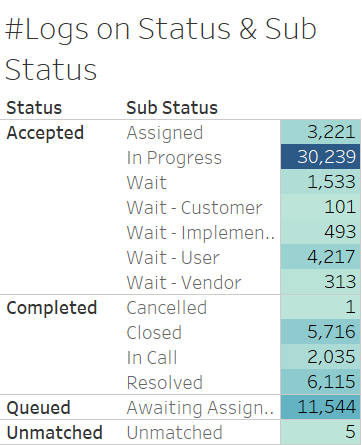 #Logs on Status & Sub
Status
Status Sub Status
Accepted Assigned 3,221
In Progress 30,239
Wait 1,533
Wait - Customer 101
Wait - Implemen.. 493
Wait - User 4,217
Wait - Vendor 313
Completed Cancelled 1
Closed 5,716
In Call 2,035
Resolved 6,115
Queued Awaiting Assign.. 11,544
Unmatched Unmatched 5